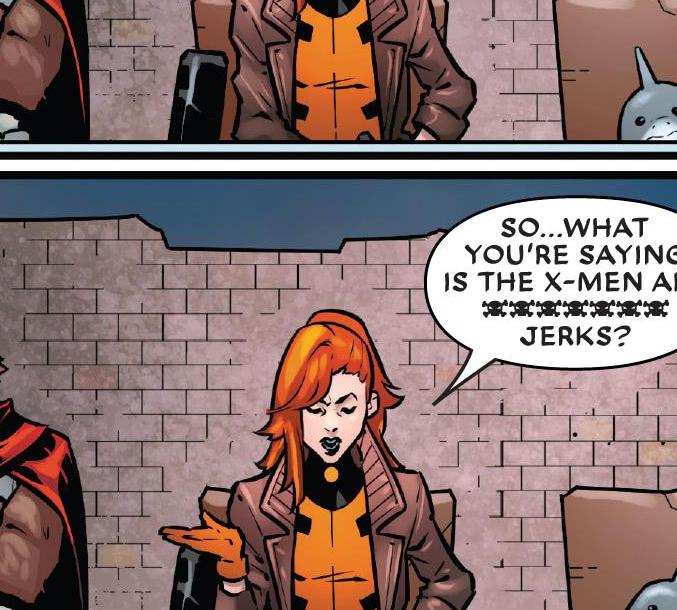 SO...WHAT
YOU'RE SAYING
IS THE X-MEN A
☠☠☠☠☠☠☠
JERKS?